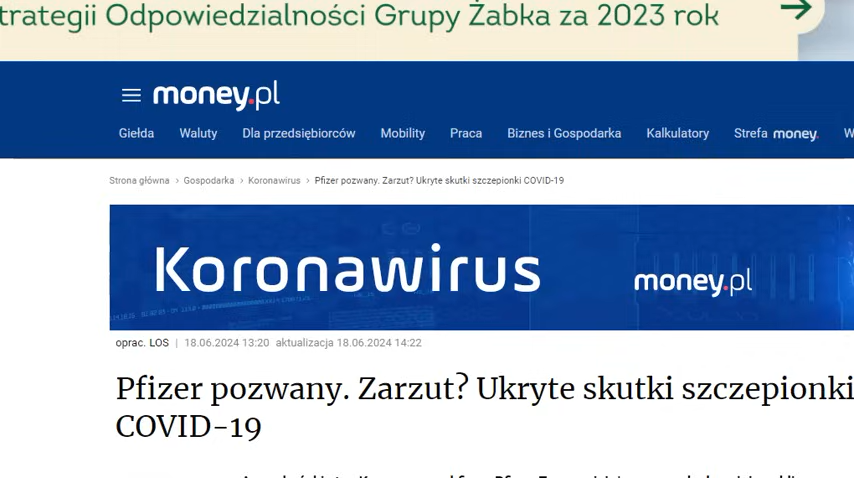 trategii Odpowiedzialności Grupy Żabka za 2023 rok
money.pl
Giełda Waluty Dla przedsiębiorców Mobility Praca Biznes i Gospodarka Kalkulatory Strefa money. W
Strona główna > Gospodarka > Koronawirus > Pfizer pozwany. Zarzut? Ukryte skutki szczepionki COVID-19
Koronawirus money.pl
oprac. LOS | 18.06.2024 13:20 aktualizacja 18.06.2024 14:22
Pfizer pozwany. Zarzut? Ukryte skutki szczepionki
COVID-19